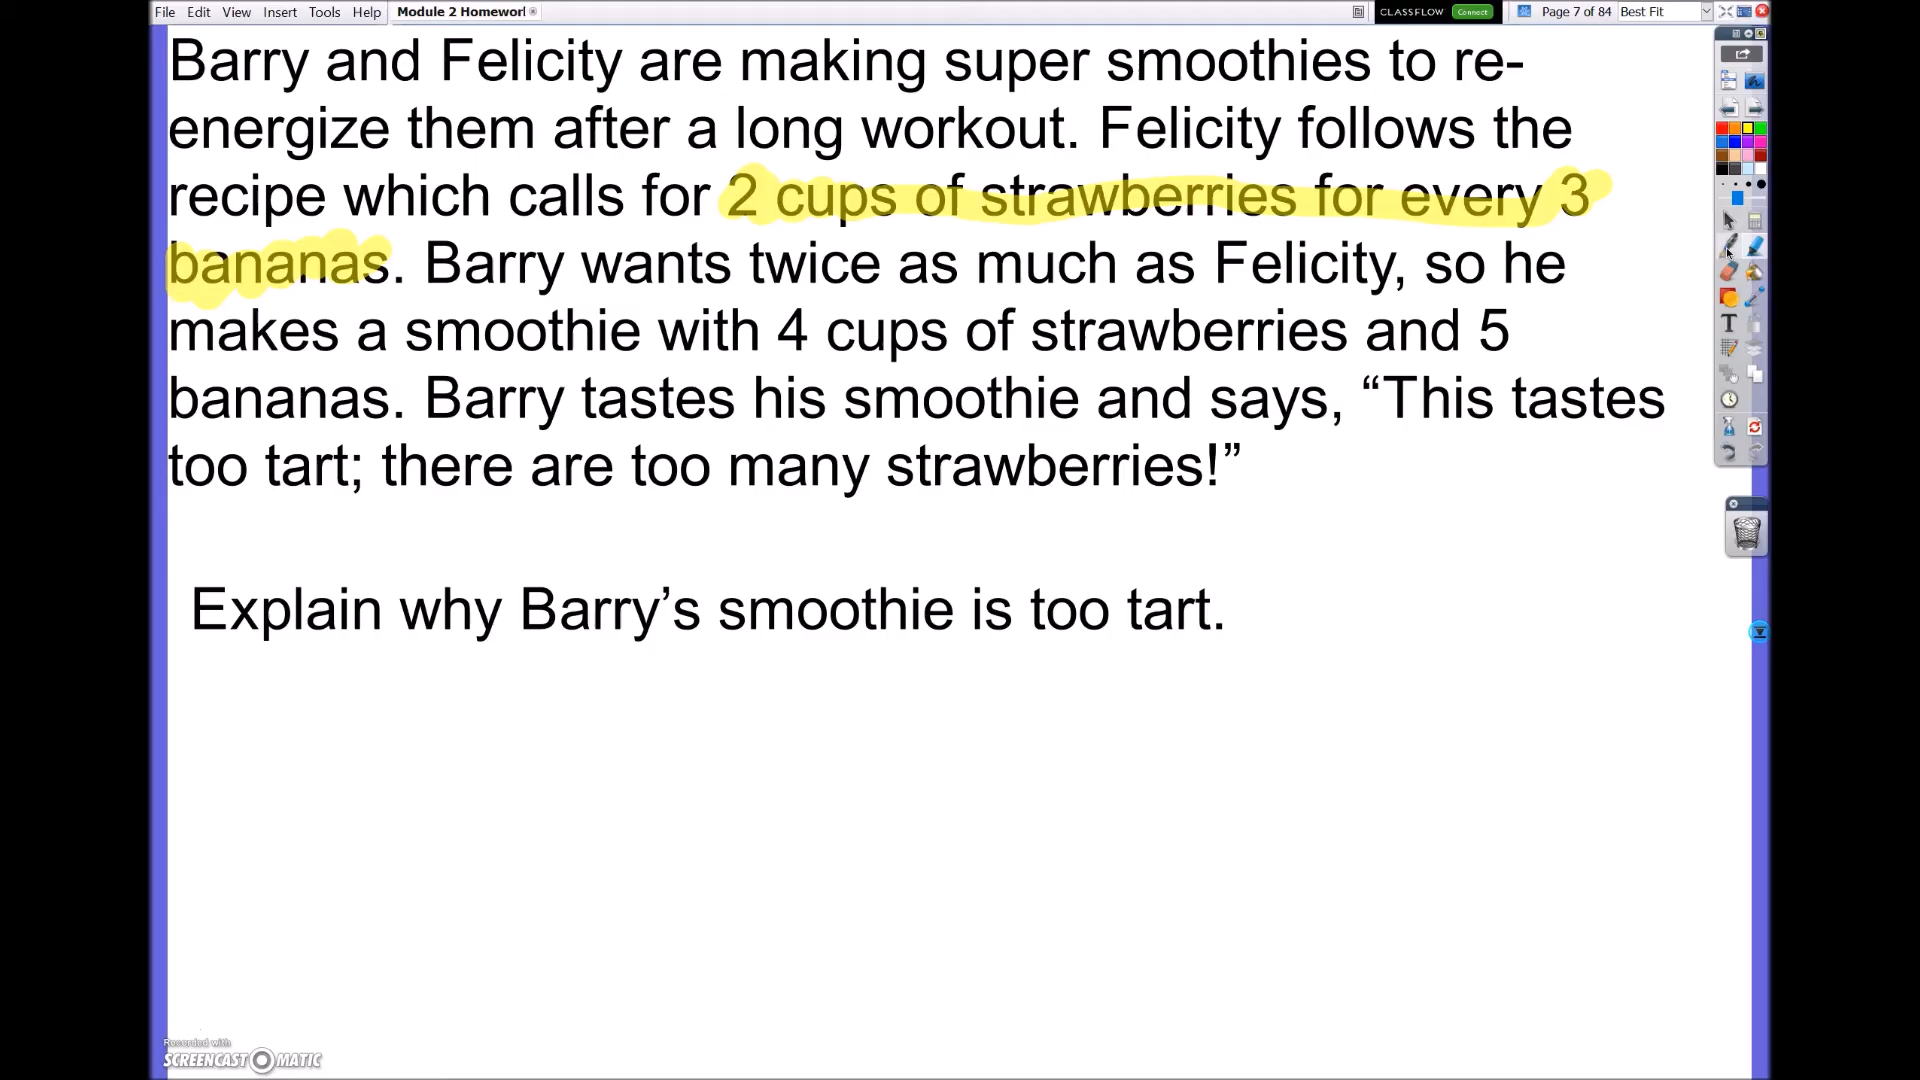 File Edit View Insert Tools Help Module 2 Homework CLASSFLOW Connect Page 7 of 84 Best Fit
Barry and Felicity are making super smoothies to re-
energize them after a long workout. Felicity follows the
recipe which calls for 2 cups of strawberries for every 3
bananas. Barry wants twice as much as Felicity, so he
makes a smoothie with 4 cups of strawberries and 5
bananas. Barry tastes his smoothie and says, “This tastes
too tart; there are too many strawberries!”
Explain why Barry’s smoothie is too tart.
Recorded with
SCREENCAST MATIC